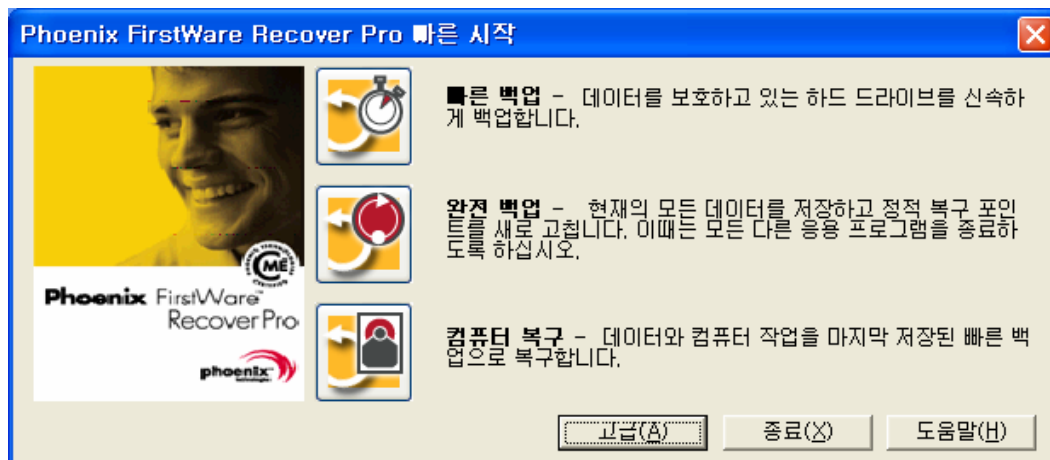 Phoenix FirstWare Recover Pro 빠른 시작
빠른 백업 - 데이터를 보호하고 있는 하드 드라이브를 신속하
게 백업합니다.
완전 백업 - 현재의 모든 데이터를 저장하고 정적 복구 포인
트를 새로 고칩니다. 이때는 모든 다른 응용 프로그램을 종료하
도록 하십시오.
CME
Phoenix FirstWare™
Recover Pro
phoenix
technologies
컴퓨터 복구 - 데이터와 컴퓨터 작업을 마지막 저장된 빠른 백
업으로 복구합니다.
고급(A)
종료(X)
도움말(H)